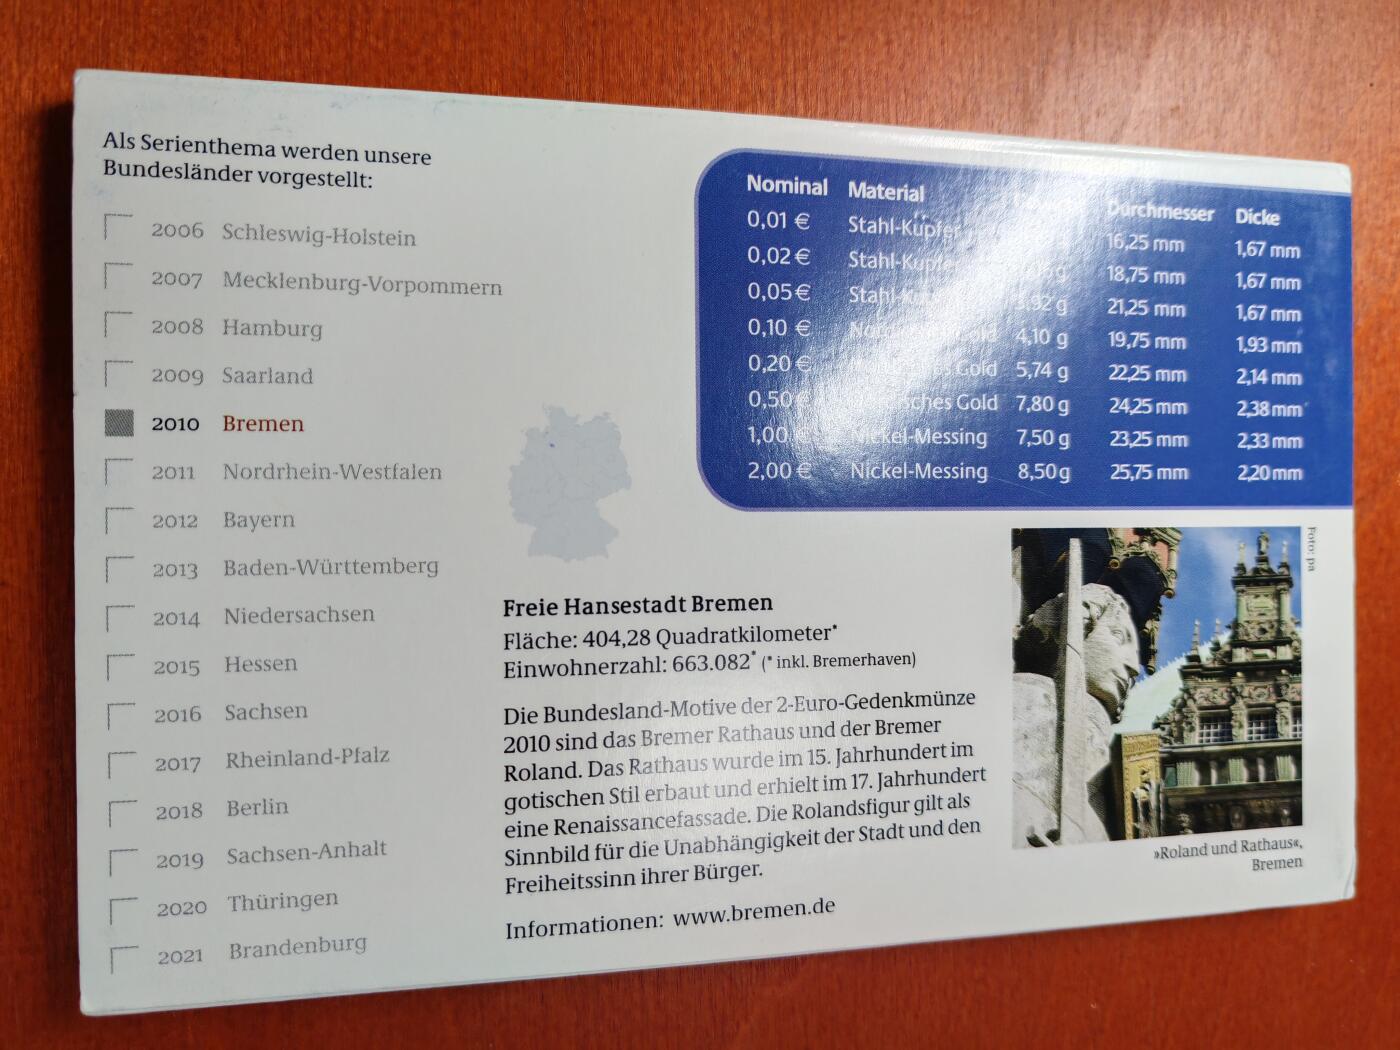 Als Serienthema werden unsere
Bundesländer vorgestellt:
2006 Schleswig-Holstein
2007 Mecklenburg-Vorpommern
2008 Hamburg
2009 Saarland
2010 Bremen
2011 Nordrhein-Westfalen
2012 Bayern
2013 Baden-Württemberg
2014 Niedersachsen
2015 Hessen
2016 Sachsen
2017 Rheinland-Pfalz
2018 Berlin
2019 Sachsen-Anhalt
2020 Thüringen
2021 Brandenburg
Nominal Material Durchmesser Dicke
0,01 € Stahl-Kupfer 16,25 mm 1,67 mm
0,02 € Stahl-Kupfer 18,75 mm 1,67 mm
0,05 € 21,25 mm 1,67 mm
0,10 € 4,10 g 19,75 mm 1,93 mm
0,20 € Gold 5,74 g 22,25 mm 2,14 mm
0,50 € Nordisches Gold 7,80 g 24,25 mm 2,38 mm
1,00 € Nickel-Messing 7,50 g 23,25 mm 2,33 mm
2,00 € Nickel-Messing 8,50 g 25,75 mm 2,20 mm
Foto: pa
»Roland und Rathaus«,
Bremen
Freie Hansestadt Bremen
Fläche: 404,28 Quadratkilometer*
Einwohnerzahl: 663.082* (* inkl. Bremerhaven)
Die Bundesland-Motive der 2-Euro-Gedenkmünze
2010 sind das Bremer Rathaus und der Bremer
Roland. Das Rathaus wurde im 15. Jahrhundert im
gotischen Stil erbaut und erhielt im 17. Jahrhundert
eine Renaissancefassade. Die Rolandsfigur gilt als
Sinnbild für die Unabhängigkeit der Stadt und den
Freiheitssinn ihrer Bürger.
Informationen: www.bremen.de